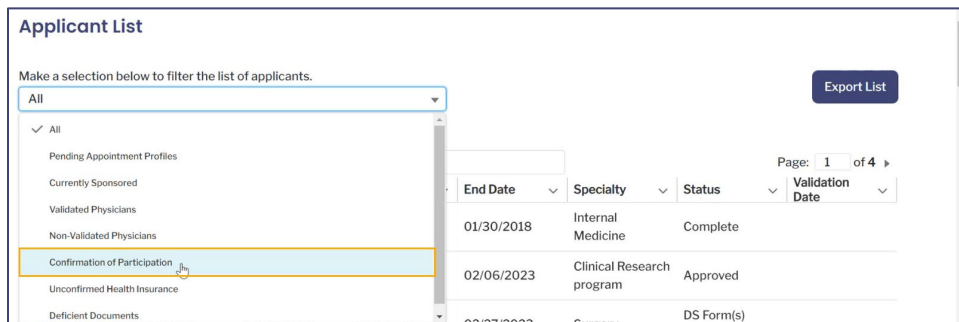 Applicant List
Make a selection below to filter the list of applicants.
Export List
All
All
Pending Appointment Profiles
Page: 1 of 4
Currently Sponsored
End Date
Specialty
Status
Validation Date
Validated Physicians
Non-Validated Physicians
01/30/2018
Internal Medicine
Complete
Confirmation of Participation
02/06/2023
Clinical Research program
Approved
Unconfirmed Health Insurance
Deficient Documents
DS Form(s)